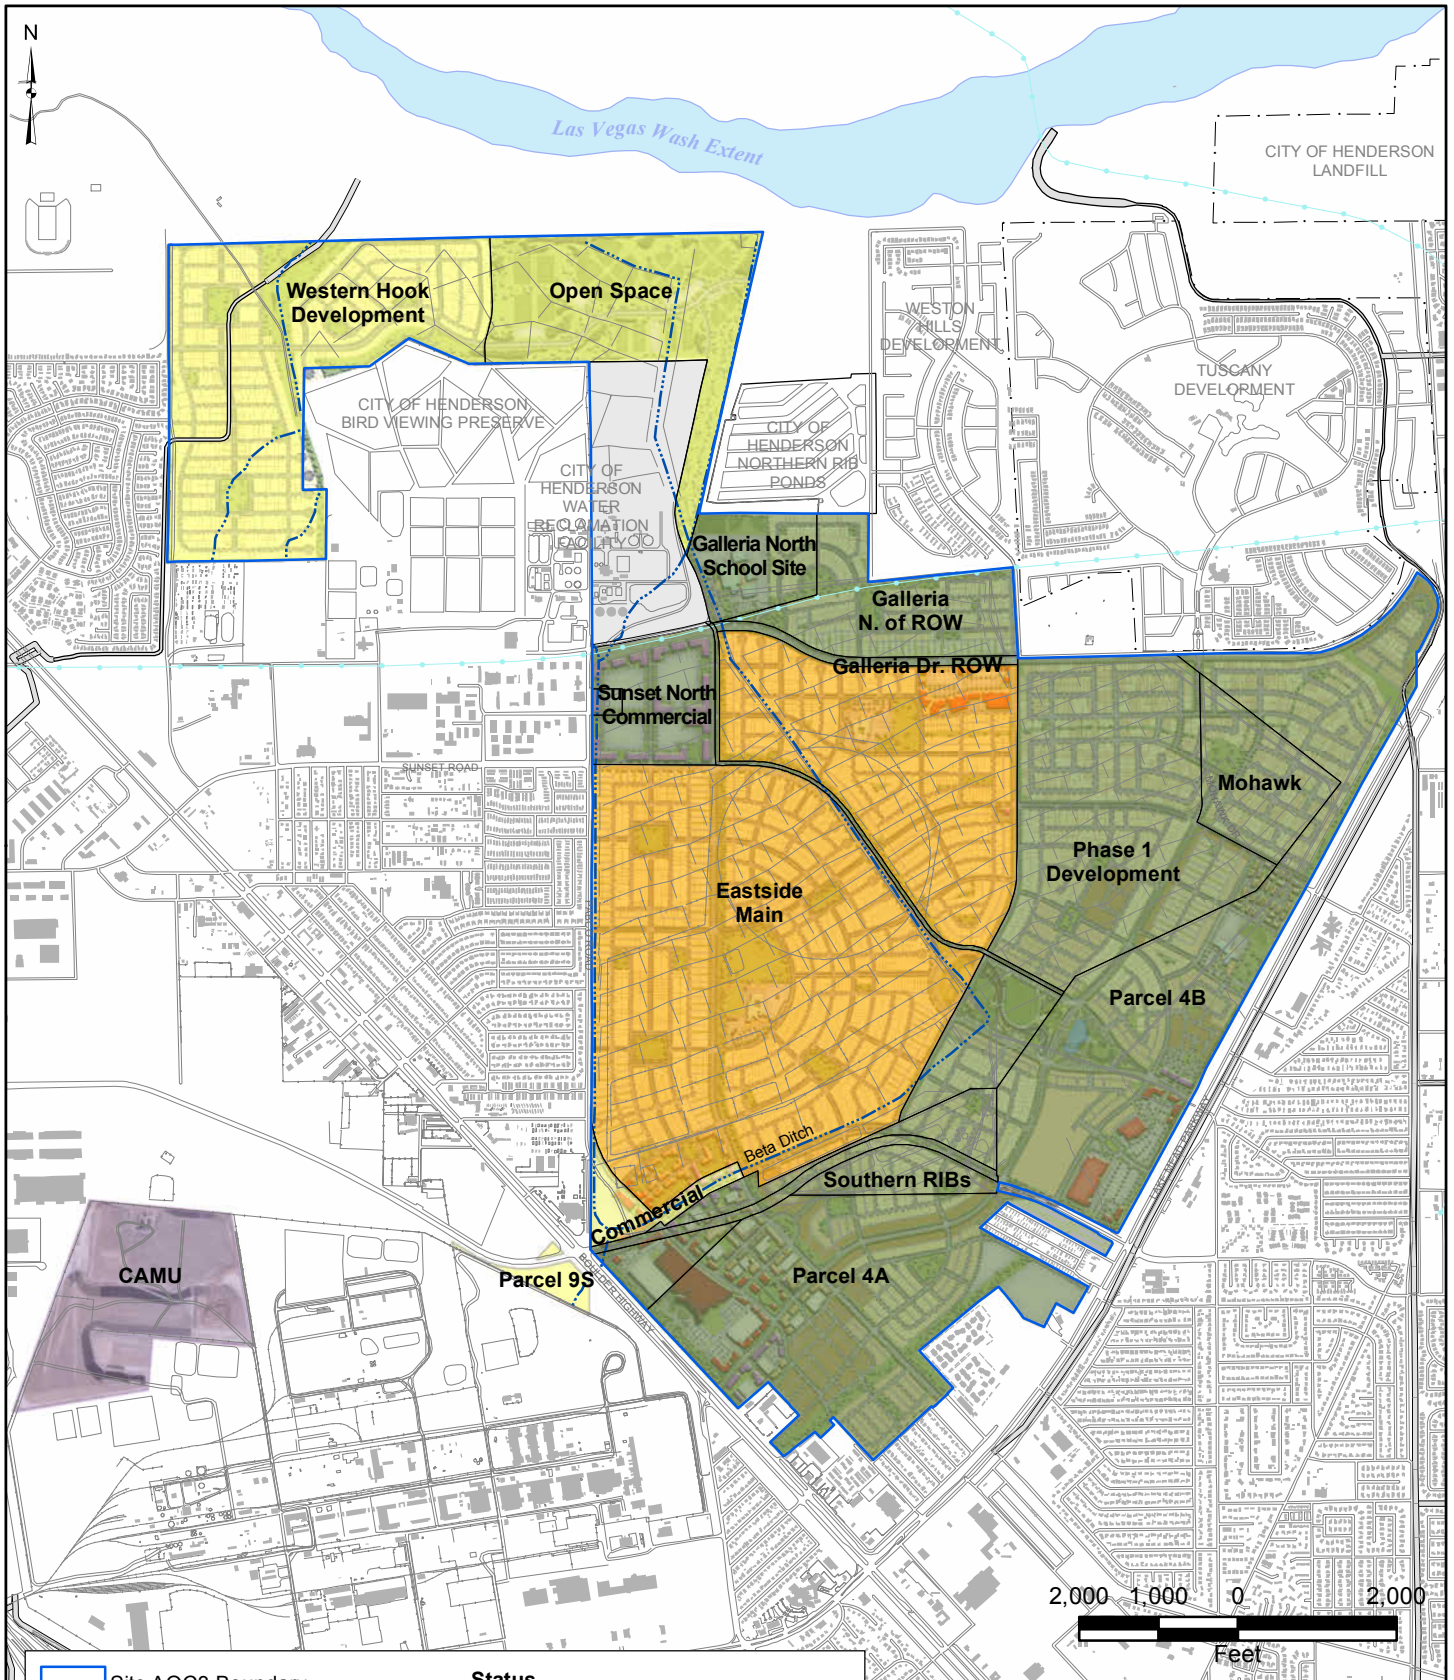 N
Las Vegas Wash Extent
CITY OF HENDERSON
LANDFILL
Western Hook
Development
Open Space
WESTON
HILLS
DEVELOPMENT
TUSCANY
DEVELOPMENT
CITY OF HENDERSON
BIRD VIEWING PRESERVE
CITY OF
HENDERSON
NORTHERN RIB
PONDS
CITY OF
HENDERSON
WATER
RECLAMATION
FACILITY
Galleria North
School Site
Galleria
N. of ROW
Galleria Dr. ROW
Sunset North
Commercial
SUNSET ROAD
Mohawk
Phase 1
Development
Eastside
Main
Parcel 4B
LAKE MEAD PARKWAY
Beta Ditch
Southern RIBs
Commercial
BOULDER HIGHWAY
CAMU
Parcel 9S
Parcel 4A
2,000 1,000 0 2,000
Feet
Site AOC3 Boundary
Status